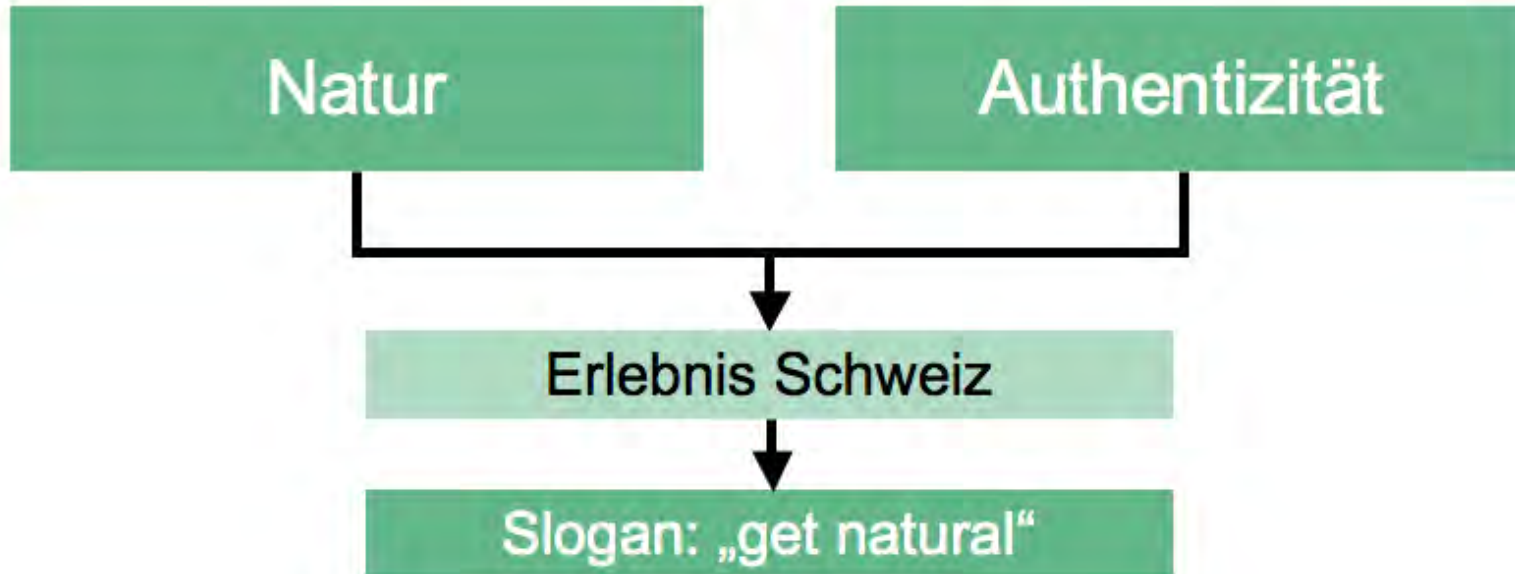 Natur
Authentizität
Erlebnis Schweiz
Slogan: „get natural“